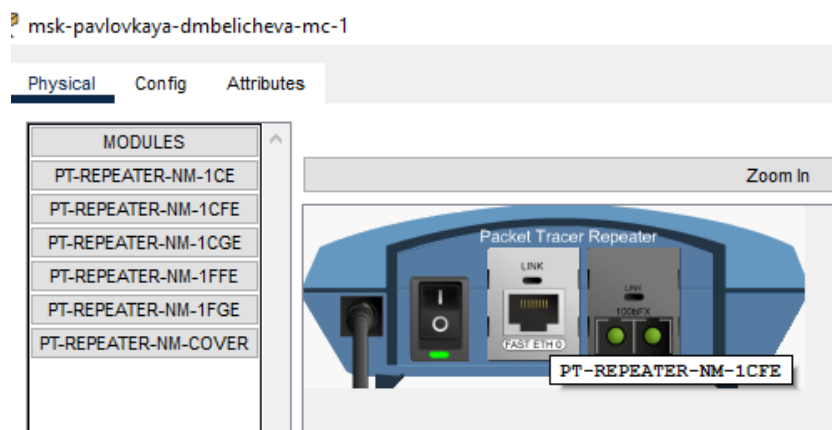 msk-pavlovkaya-dmbelicheva-mc-1
Physical Config Attributes
MODULES
PT-REPEATER-NM-1CE
PT-REPEATER-NM-1CFE
PT-REPEATER-NM-1CGE
PT-REPEATER-NM-1FFE
PT-REPEATER-NM-1FGE
PT-REPEATER-NM-COVER
Zoom In
Packet Tracer Repeater
LINK
FAST ETH 0
LINK
100bFX
PT-REPEATER-NM-1CFE